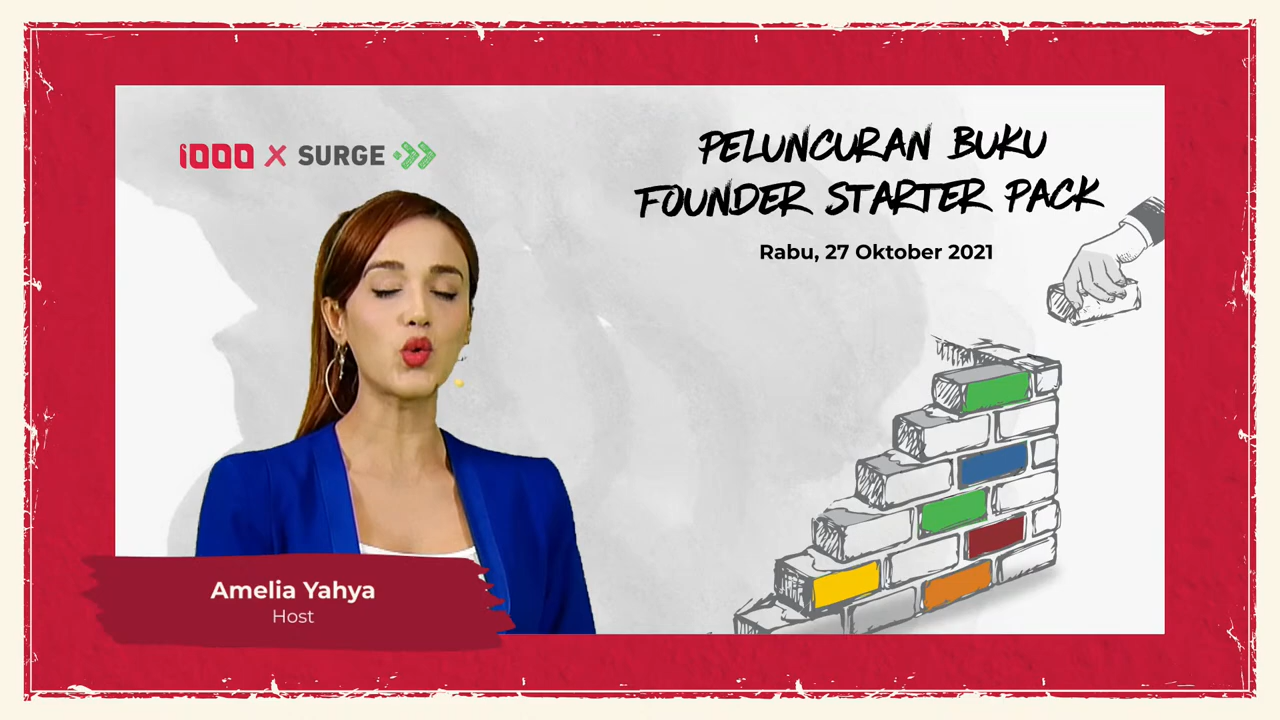 1000 X SURGE
PELUNCURAN BUKU
FOUNDER STARTER PACK
Rabu, 27 Oktober 2021
Amelia Yahya
Host